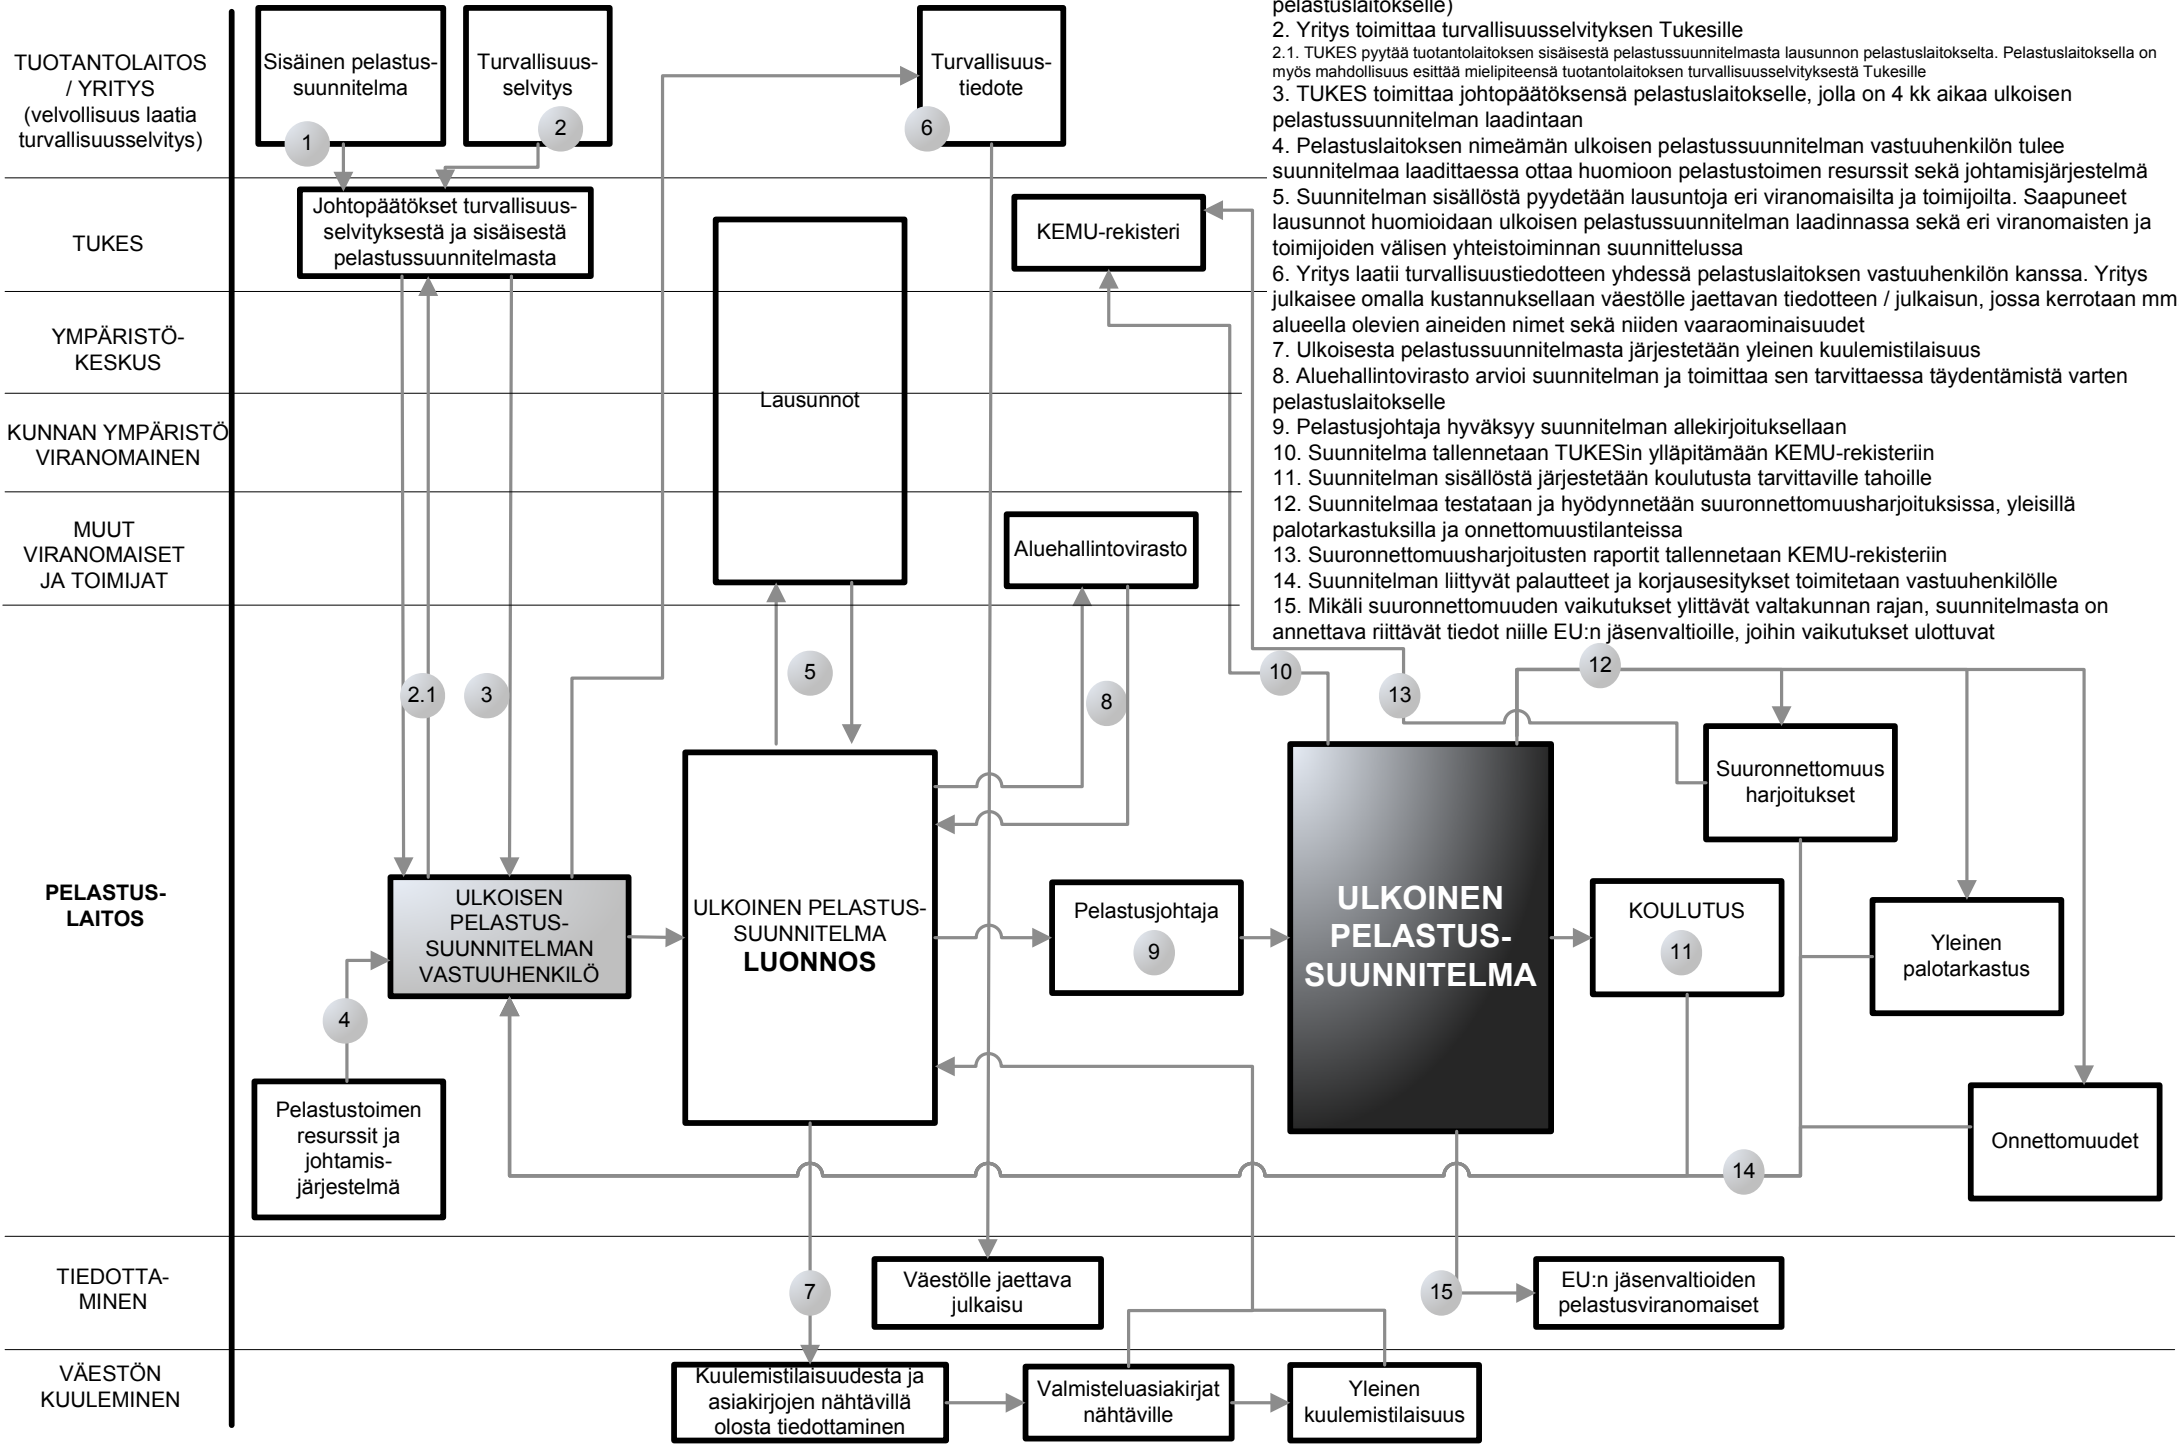 pelastuslaitokselle)
2. Yritys toimittaa turvallisuusselvityksen Tukesille
2.1. TUKES pyytää tuotantolaitoksen sisäisestä pelastussuunnitelmasta lausunnon pelastuslaitokselta. Pelastuslaitoksella on
myös mahdollisuus esittää mielipiteensä tuotantolaitoksen turvallisuusselvityksestä Tukesille
3. TUKES toimittaa johtopäätöksensä pelastuslaitokselle, jolla on 4 kk aikaa ulkoisen
pelastussuunnitelman laadintaan
4. Pelastuslaitoksen nimeämän ulkoisen pelastussuunnitelman vastuuhenkilön tulee
suunnitelmaa laadittaessa ottaa huomioon pelastustoimen resurssit sekä johtamisjärjestelmä
5. Suunnitelman sisällöstä pyydetään lausuntoja eri viranomaisilta ja toimijoilta. Saapuneet
lausunnot huomioidaan ulkoisen pelastussuunnitelman laadinnassa sekä eri viranomaisten ja
toimijoiden välisen yhteistoiminnan suunnittelussa
6. Yritys laatii turvallisuustiedotteen yhdessä pelastuslaitoksen vastuuhenkilön kanssa. Yritys
julkaisee omalla kustannuksellaan väestölle jaettavan tiedotteen / julkaisun, jossa kerrotaan mm
alueella olevien aineiden nimet sekä niiden vaaraominaisuudet
7. Ulkoisesta pelastussuunnitelmasta järjestetään yleinen kuulemistilaisuus
8. Aluehallintovirasto arvioi suunnitelman ja toimittaa sen tarvittaessa täydentämistä varten
pelastuslaitokselle
9. Pelastusjohtaja hyväksyy suunnitelman allekirjoituksellaan
10. Suunnitelma tallennetaan TUKESin ylläpitämään KEMU-rekisteriin
11. Suunnitelman sisällöstä järjestetään koulutusta tarvittaville tahoille
12. Suunnitelmaa testataan ja hyödynnetään suuronnettomuusharjoituksissa, yleisillä
palotarkastuksilla ja onnettomuustilanteissa
13. Suuronnettomuusharjoitusten raportit tallennetaan KEMU-rekisteriin
14. Suunnitelman liittyvät palautteet ja korjausesitykset toimitetaan vastuuhenkilölle
15. Mikäli suuronnettomuuden vaikutukset ylittävät valtakunnan rajan, suunnitelmasta on
annettava riittävät tiedot niille EU:n jäsenvaltioille, joihin vaikutukset ulottuvat
TUOTANTOLAITOS
/ YRITYS
(velvollisuus laatia
turvallisuusselvitys)
Sisäinen pelastus-
suunnitelma
1
Turvallisuus-
selvitys
2
Turvallisuus-
tiedote
6
TUKES
Johtopäätökset turvallisuus-
selvityksestä ja sisäisestä
pelastussuunnitelmasta
KEMU-rekisteri
YMPÄRISTÖ-
KESKUS
Lausunnot
KUNNAN YMPÄRISTÖ
VIRANOMAINEN
MUUT
VIRANOMAISET
JA TOIMIJAT
Aluehallintovirasto
2.1
3
5
8
10
13
12
PELASTUS-
LAITOS
ULKOISEN
PELASTUS-
SUUNNITELMAN
VASTUUHENKILÖ
4
Pelastustoimen
resurssit ja
johtamis-
järjestelmä
ULKOINEN PELASTUS-
SUUNNITELMA
LUONNOS
Pelastusjohtaja
9
ULKOINEN
PELASTUS-
SUUNNITELMA
KOULUTUS
11
Suuronnettomuus
harjoitukset
Yleinen
palotarkastus
Onnettomuudet
14
TIEDOTTA-
MINEN
7
Väestölle jaettava
julkaisu
15
EU:n jäsenvaltioiden
pelastusviranomaiset
VÄESTÖN
KUULEMINEN
Kuulemistilaisuudesta ja
asiakirjojen nähtävillä
olosta tiedottaminen
Valmisteluasiakirjat
nähtäville
Yleinen
kuulemistilaisuus